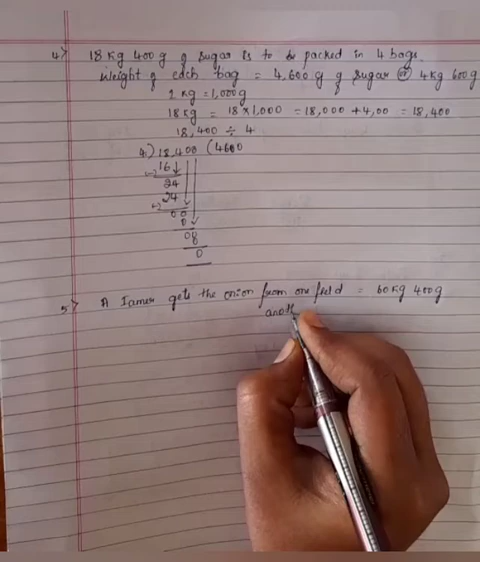 4) 18 Kg 400 g of sugar is to be packed in 4 bags.
Weight of each bag = 4,600 g of sugar or 4 Kg 600 g
1 Kg = 1,000 g
18 Kg = 18 × 1,000 = 18,000 + 4,00 = 18,400
18,400 ÷ 4
4) 18,400 (4600
(-) 16
24
(-) 24
00
0
0
0
5) A Famer gets the onion from one field = 60 Kg 400 g
anoth